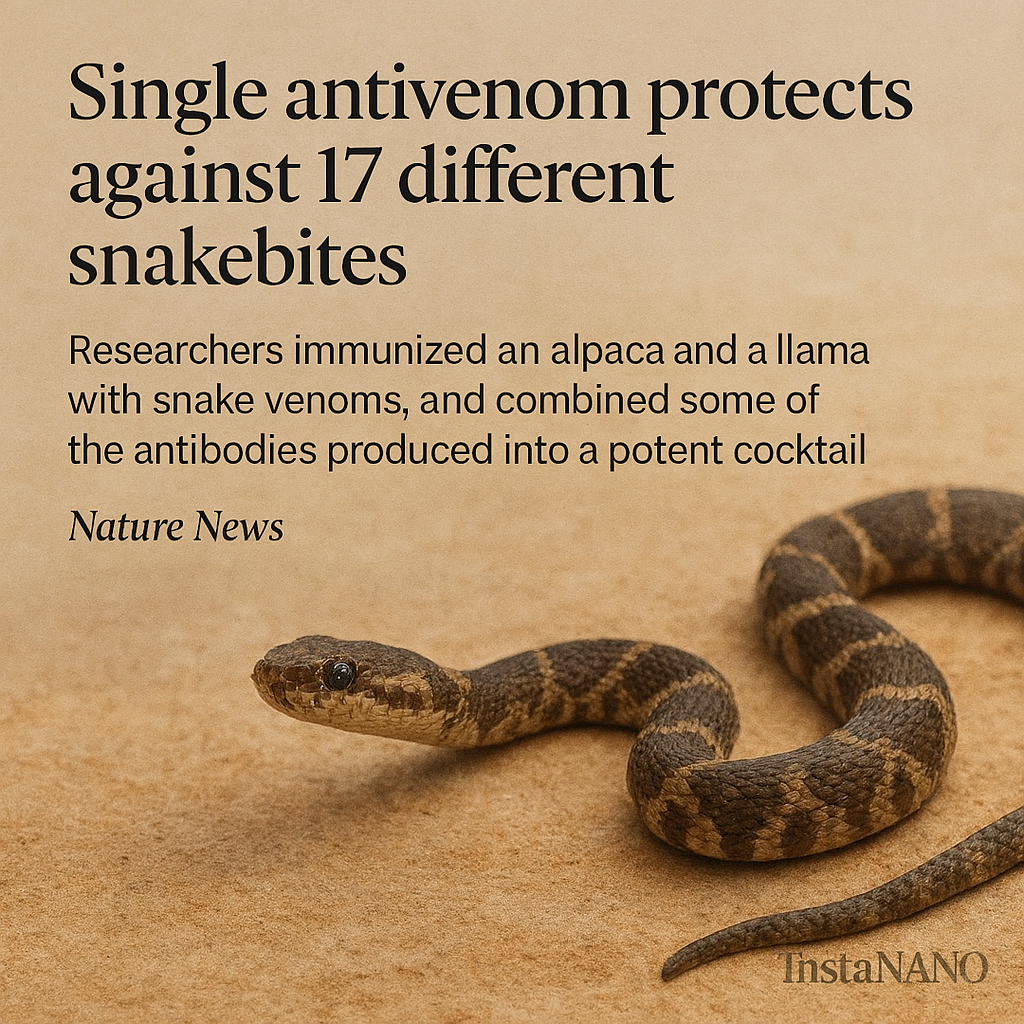 Single antivenom protects
against 17 different
snakebites
Researchers immunized an alpaca and a llama
with snake venoms, and combined some of
the antibodies produced into a potent cocktail
Nature News
InstaNANO